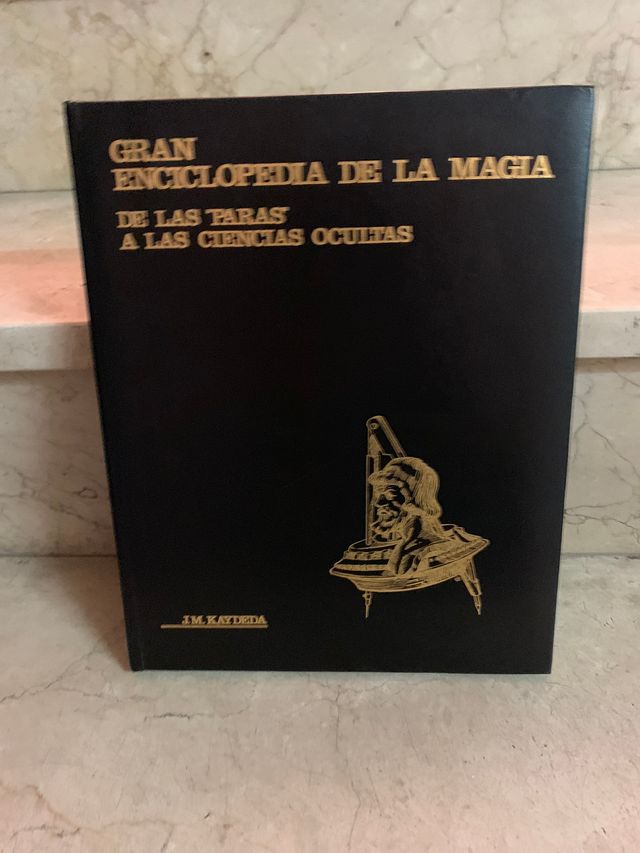 GRAN
ENCICLOPEDIA DE LA MAGIA
DE LAS 'PARAS'
A LAS CIENCIAS OCULTAS
J.M. KAYDEDA